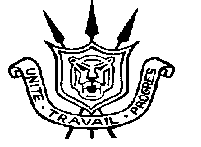 UNITE · TRAVAIL · PROGRES